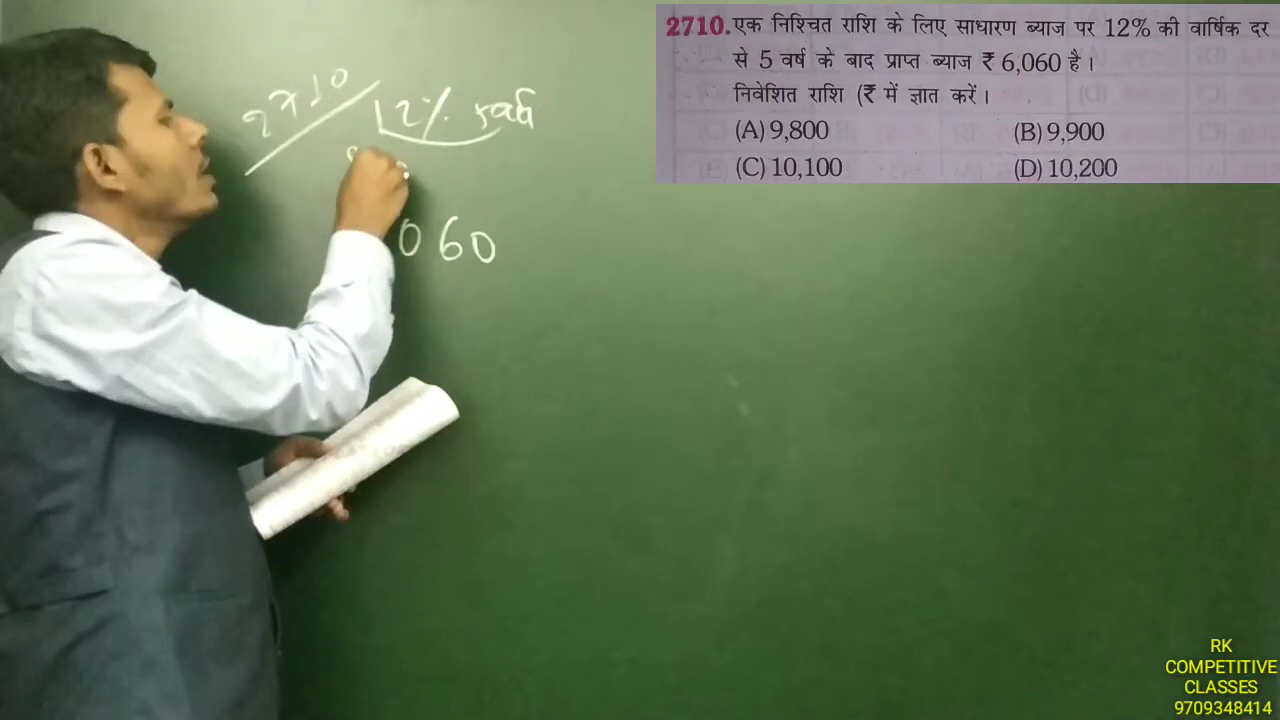 2710. एक निश्चित राशि के लिए साधारण ब्याज पर 12% की वार्षिक दर
से 5 वर्ष के बाद प्राप्त ब्याज ₹ 6,060 है।
निवेशित राशि (₹ में ज्ञात करें।
(A) 9,800 (B) 9,900
(C) 10,100 (D) 10,200
2710
12%
060
RK
COMPETITIVE
CLASSES
9709348414